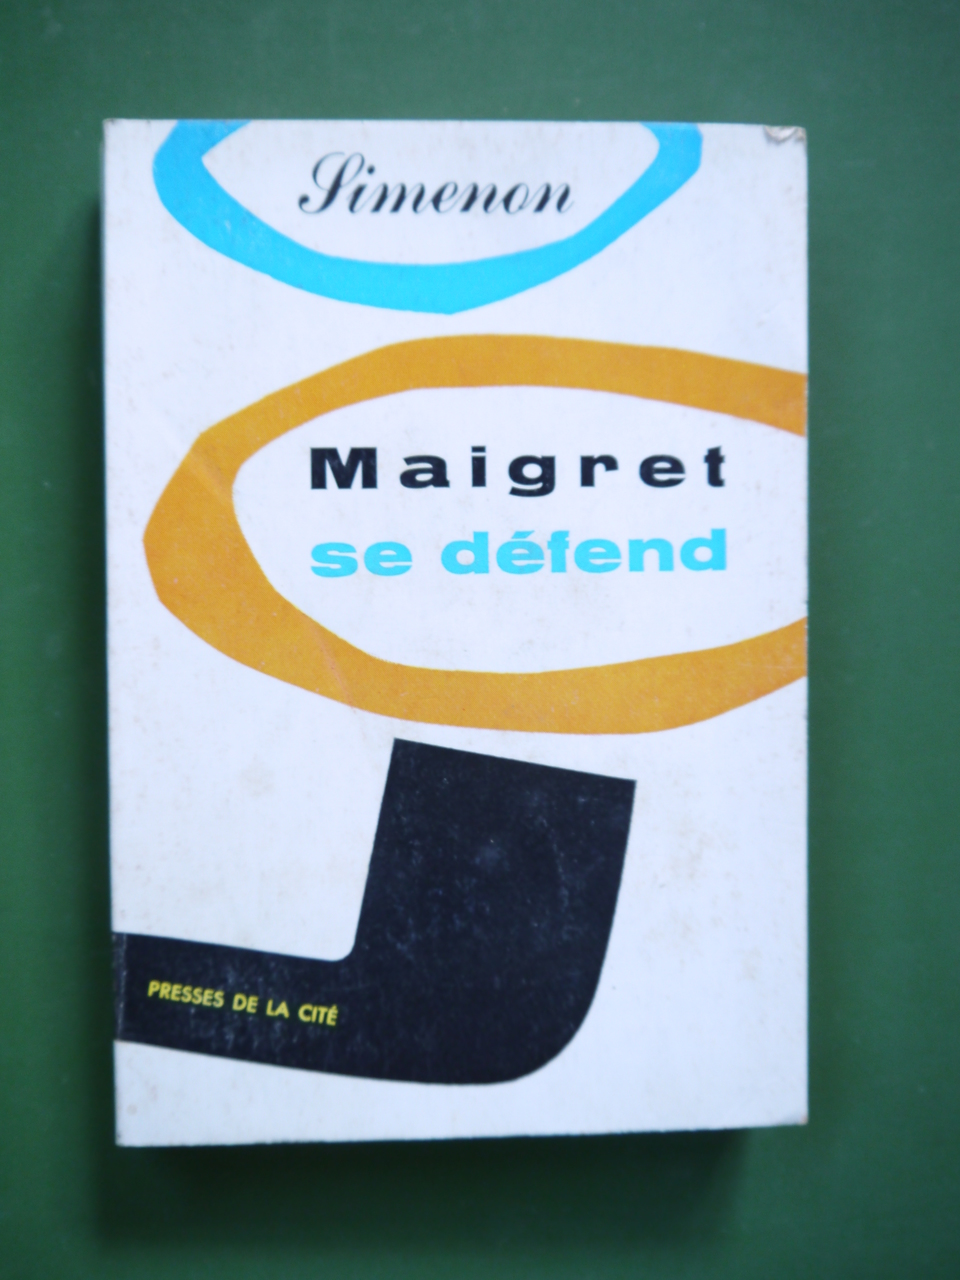 Simenon
Maigret
se défend
PRESSES DE LA CITÉ